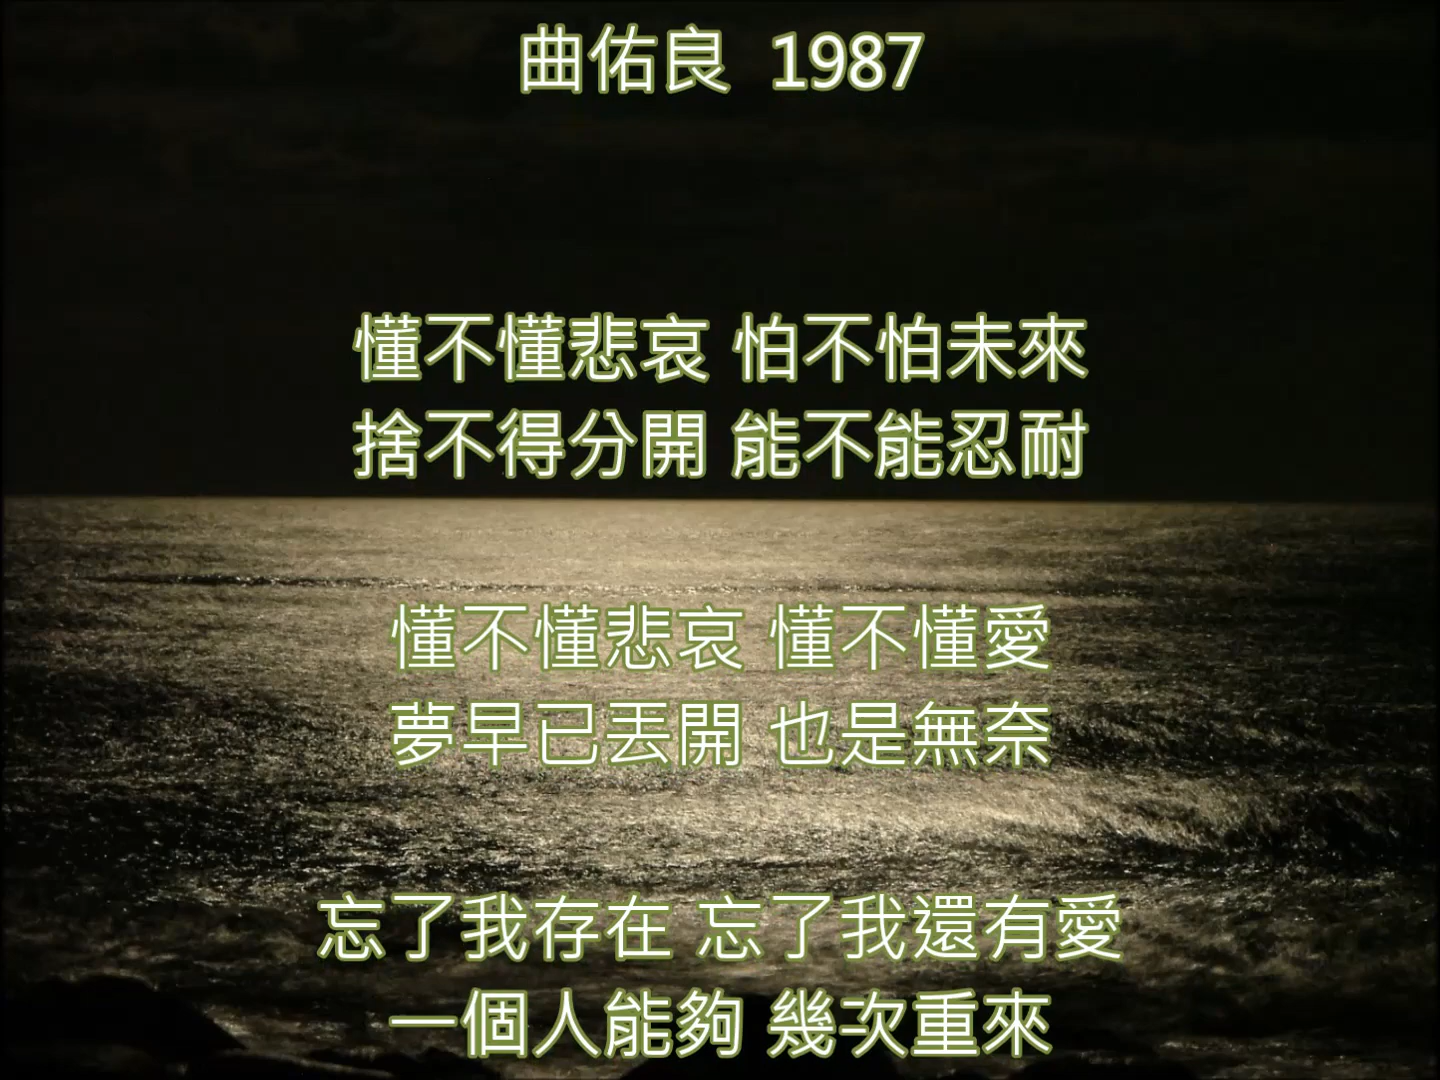 曲佑良 1987
懂不懂悲哀 怕不怕未來
捨不得分開 能不能忍耐
懂不懂悲哀 懂不懂愛
夢早已丟開 也是無奈
忘了我存在 忘了我還有愛
一個人能夠 幾次重來